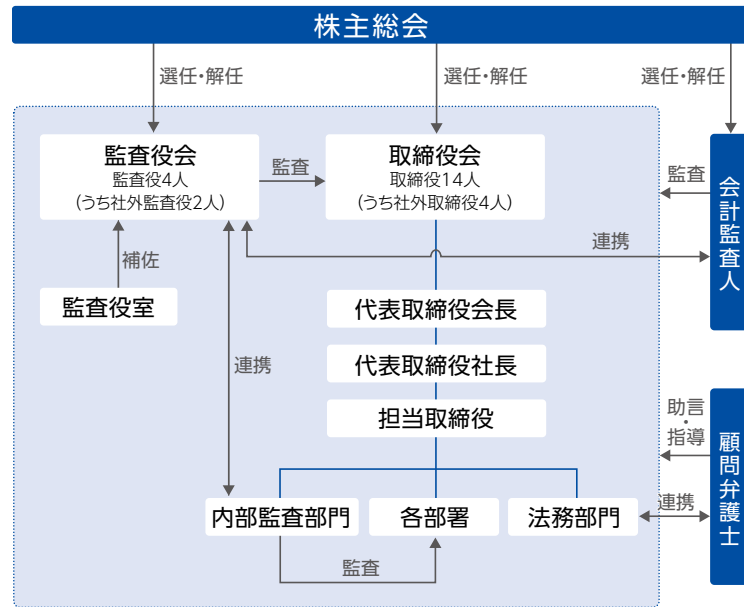 株主総会
選任・解任
選任・解任
選任・解任
監査役会
監査役4人
(うち社外監査役2人)
監査
取締役会
取締役14人
(うち社外取締役4人)
監査
会計監査人
連携
補佐
監査役室
代表取締役会長
連携
代表取締役社長
担当取締役
助言・指導
顧問弁護士
連携
内部監査部門
各部署
法務部門
監査